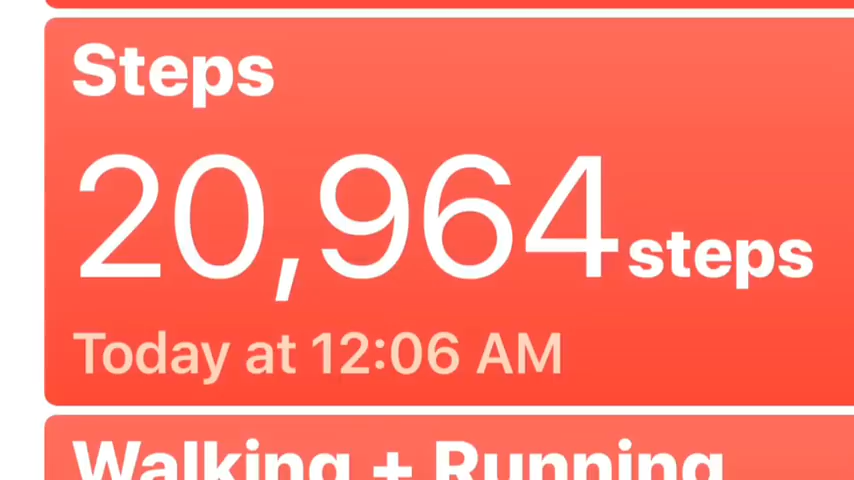 Steps
20,964 steps
Today at 12:06 AM
Walking + Running